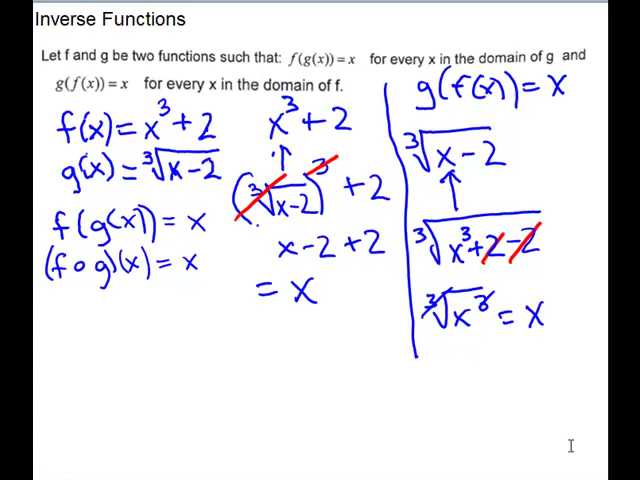 Inverse Functions
Let f and g be two functions such that: f(g(x)) = x for every x in the domain of g and
g(f(x)) = x for every x in the domain of f.
f(x) = x³ + 2
g(x) = ∛(x - 2)
f(g(x)) = x
(f o g)(x) = x
x³ + 2
↑
(∛(x-2))³ + 2
x - 2 + 2
= x
g(f(x)) = x
∛(x - 2)
↑
∛(x³ + 2 - 2)
∛(x³) = x